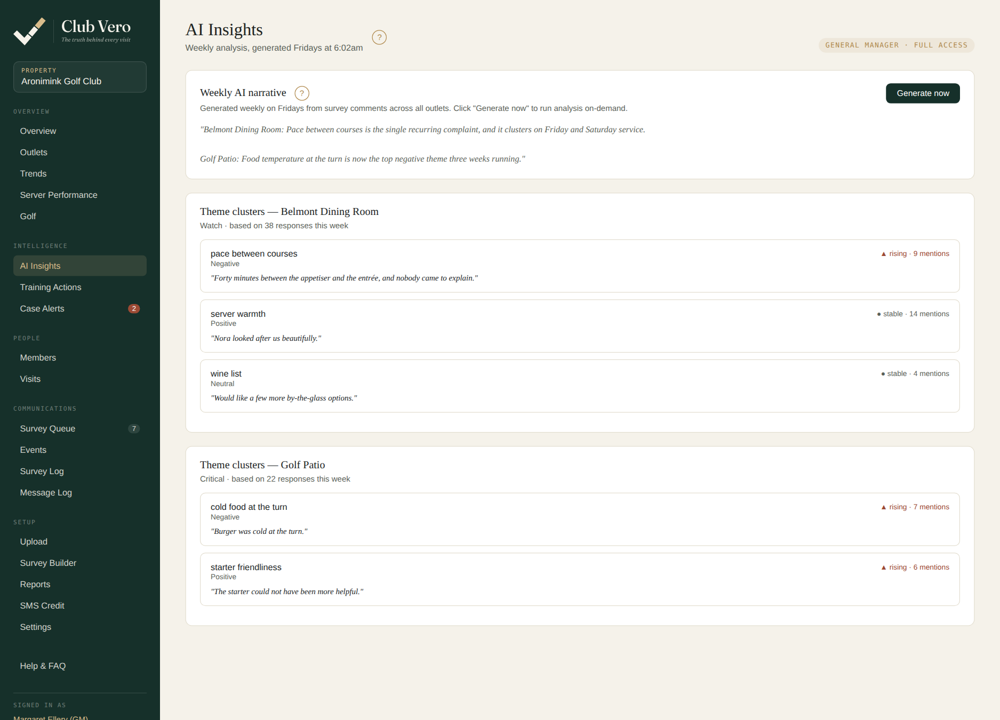 Club Vero
The truth behind every visit
PROPERTY
Aronimink Golf Club
OVERVIEW
Overview
Outlets
Trends
Server Performance
Golf
INTELLIGENCE
AI Insights
Training Actions
Case Alerts 2
PEOPLE
Members
Visits
COMMUNICATIONS
Survey Queue 7
Events
Survey Log
Message Log
SETUP
Upload
Survey Builder
Reports
SMS Credit
Settings
Help & FAQ
SIGNED IN AS
Margaret Ellery (GM)
AI Insights
?
Weekly analysis, generated Fridays at 6:02am
GENERAL MANAGER · FULL ACCESS
Weekly AI narrative ?
Generate now
Generated weekly on Fridays from survey comments across all outlets. Click "Generate now" to run analysis on-demand.
"Belmont Dining Room: Pace between courses is the single recurring complaint, and it clusters on Friday and Saturday service.
Golf Patio: Food temperature at the turn is now the top negative theme three weeks running."
Theme clusters — Belmont Dining Room
Watch · based on 38 responses this week
pace between courses
▲ rising · 9 mentions
Negative
"Forty minutes between the appetiser and the entrée, and nobody came to explain."
server warmth
● stable · 14 mentions
Positive
"Nora looked after us beautifully."
wine list
● stable · 4 mentions
Neutral
"Would like a few more by-the-glass options."
Theme clusters — Golf Patio
Critical · based on 22 responses this week
cold food at the turn
▲ rising · 7 mentions
Negative
"Burger was cold at the turn."
starter friendliness
▲ rising · 6 mentions
Positive
"The starter could not have been more helpful."